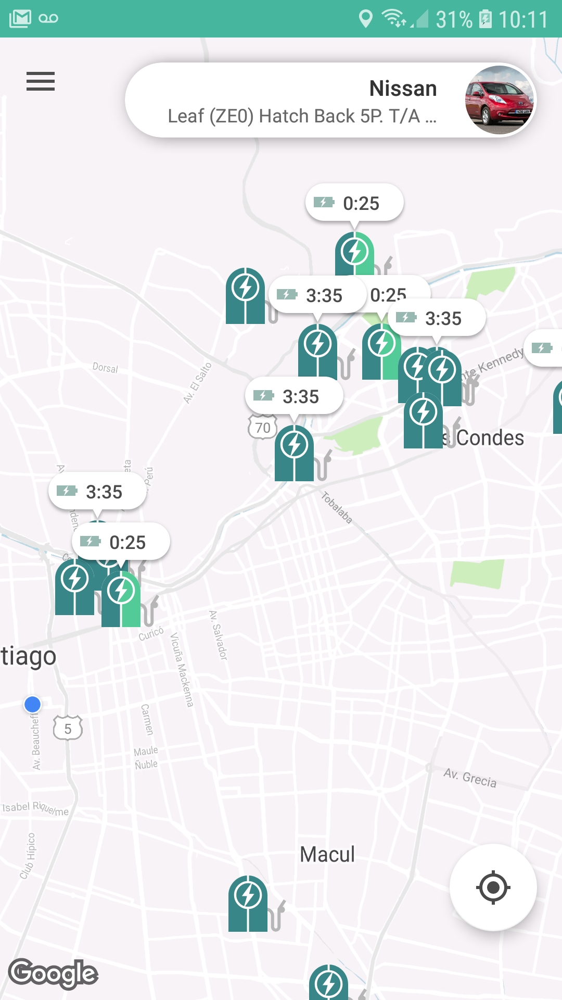 31% 10:11
Nissan
Leaf (ZE0) Hatch Back 5P. T/A ...
0:25
3:35
0:25
3:35
Dorsal
Av. El Salto
nte Kennedy
3:35
70
s Condes
3:35
Perú
Tobalaba
0:25
Curicó
Av. Salvador
tiago
Vicuña Mackenna
Carmen
5
Av. Beauchef
Maule
Ñuble
Av. Grecia
Isabel Riquelme
Club Hípico
Macul
Google